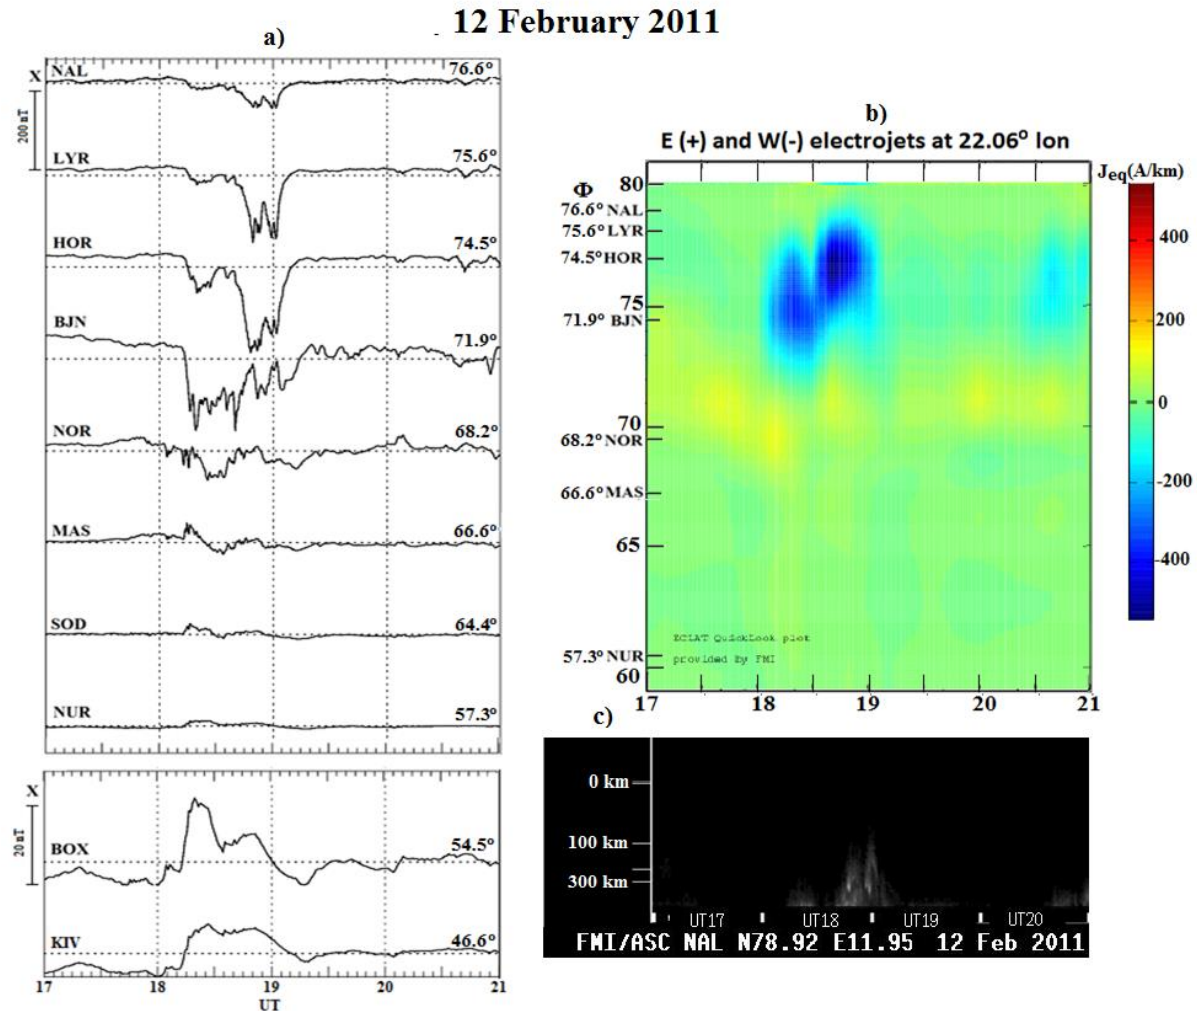 12 February 2011
a)
X
NAL 76.6°
200 nT
LYR 75.6°
HOR 74.5°
BJN 71.9°
NOR 68.2°
MAS 66.6°
SOD 64.4°
NUR 57.3°
X
20 nT
BOX 54.5°
KIV 46.6°
17 18 19 20 21
UT
b)
E (+) and W(-) electrojets at 22.06° lon
Φ
80
76.6° NAL
75.6° LYR
74.5° HOR
75
71.9° BJN
70
68.2° NOR
66.6° MAS
65
57.3° NUR
60
ECLAT QuickLook plot
provided by FMI
17 18 19 20 21
Jeq(A/km)
400
200
0
-200
-400
c)
0 km
100 km
300 km
UT17 UT18 UT19 UT20
FMI/ASC NAL N78.92 E11.95 12 Feb 2011